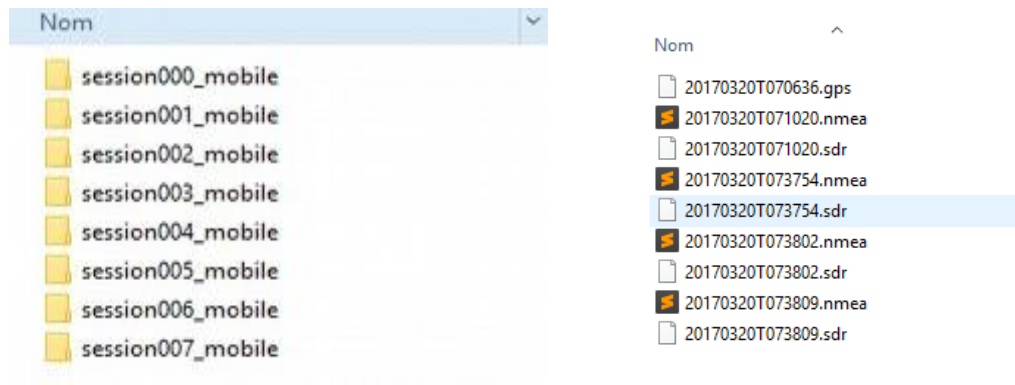 Nom
session000_mobile
session001_mobile
session002_mobile
session003_mobile
session004_mobile
session005_mobile
session006_mobile
session007_mobile
Nom
20170320T070636.gps
20170320T071020.nmea
20170320T071020.sdr
20170320T073754.nmea
20170320T073754.sdr
20170320T073802.nmea
20170320T073802.sdr
20170320T073809.nmea
20170320T073809.sdr